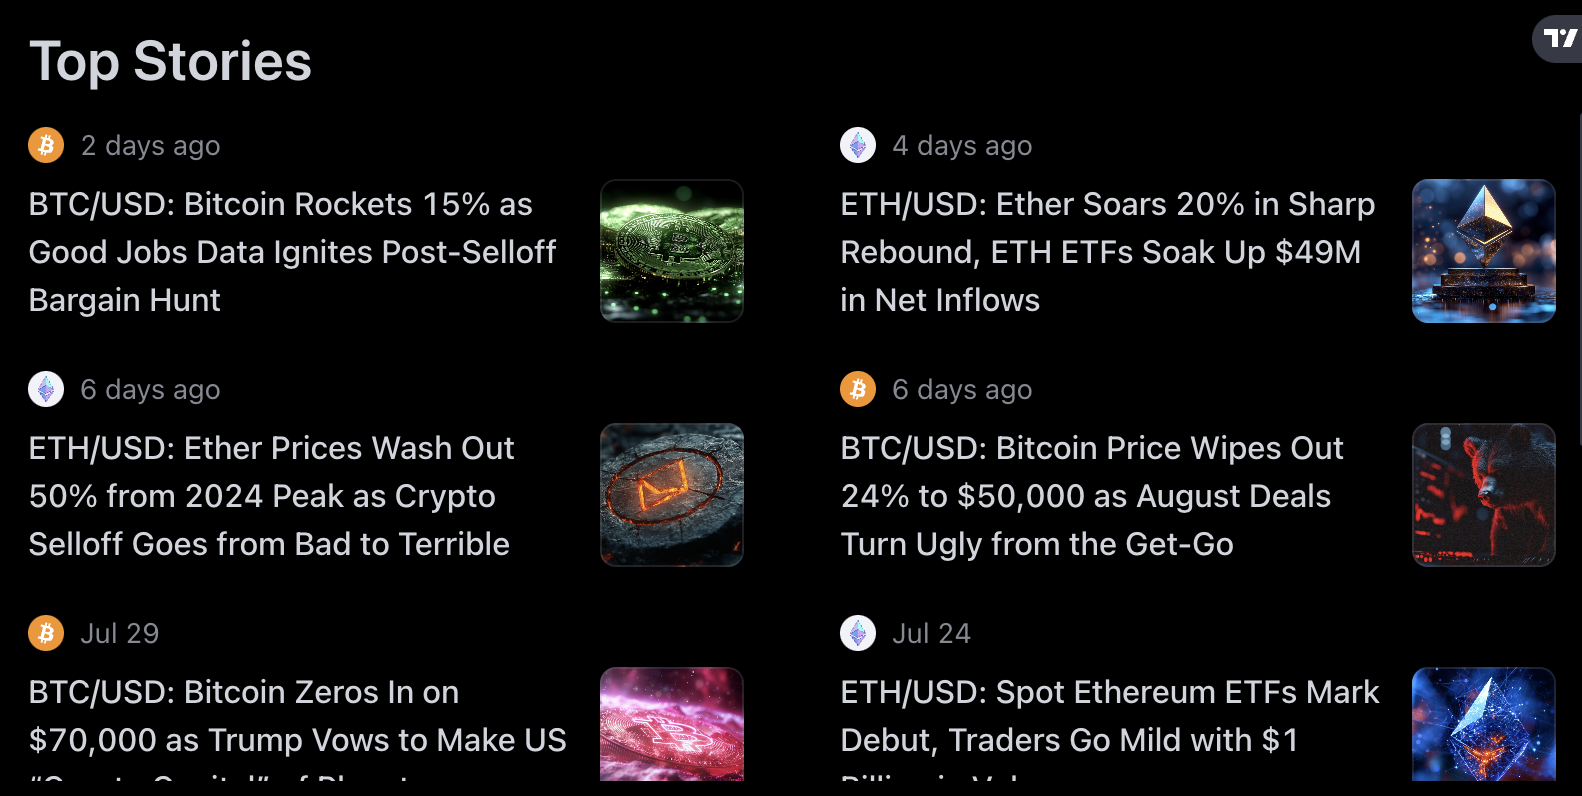 Top Stories
2 days ago
BTC/USD: Bitcoin Rockets 15% as
Good Jobs Data Ignites Post-Selloff
Bargain Hunt
4 days ago
ETH/USD: Ether Soars 20% in Sharp
Rebound, ETH ETFs Soak Up $49M
in Net Inflows
6 days ago
ETH/USD: Ether Prices Wash Out
50% from 2024 Peak as Crypto
Selloff Goes from Bad to Terrible
6 days ago
BTC/USD: Bitcoin Price Wipes Out
24% to $50,000 as August Deals
Turn Ugly from the Get-Go
Jul 29
BTC/USD: Bitcoin Zeros In on
$70,000 as Trump Vows to Make US
Jul 24
ETH/USD: Spot Ethereum ETFs Mark
Debut, Traders Go Mild with $1